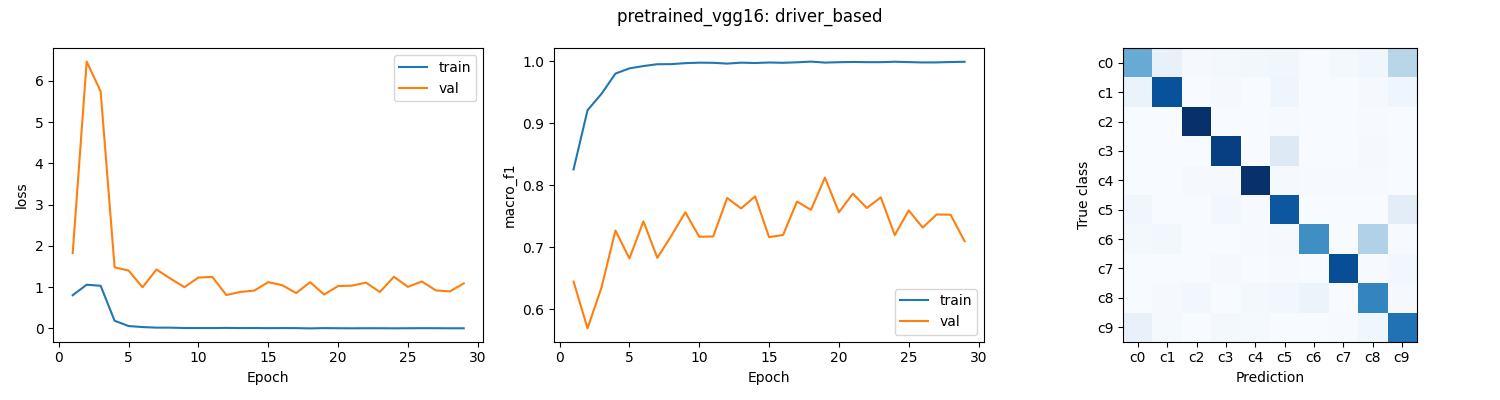 pretrained_vgg16: driver_based
loss
6
5
4
3
2
1
0
0 5 10 15 20 25 30
Epoch
train
val
macro_f1
1.0
0.9
0.8
0.7
0.6
0 5 10 15 20 25 30
Epoch
train
val
True class
c0
c1
c2
c3
c4
c5
c6
c7
c8
c9
c0 c1 c2 c3 c4 c5 c6 c7 c8 c9
Prediction